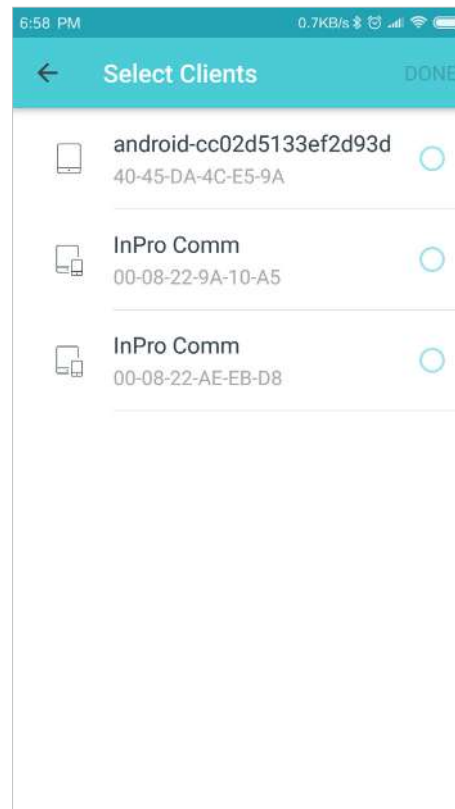 6:58 PM 0.7KB/s
Select Clients DONE
android-cc02d5133ef2d93d
40-45-DA-4C-E5-9A
InPro Comm
00-08-22-9A-10-A5
InPro Comm
00-08-22-AE-EB-D8